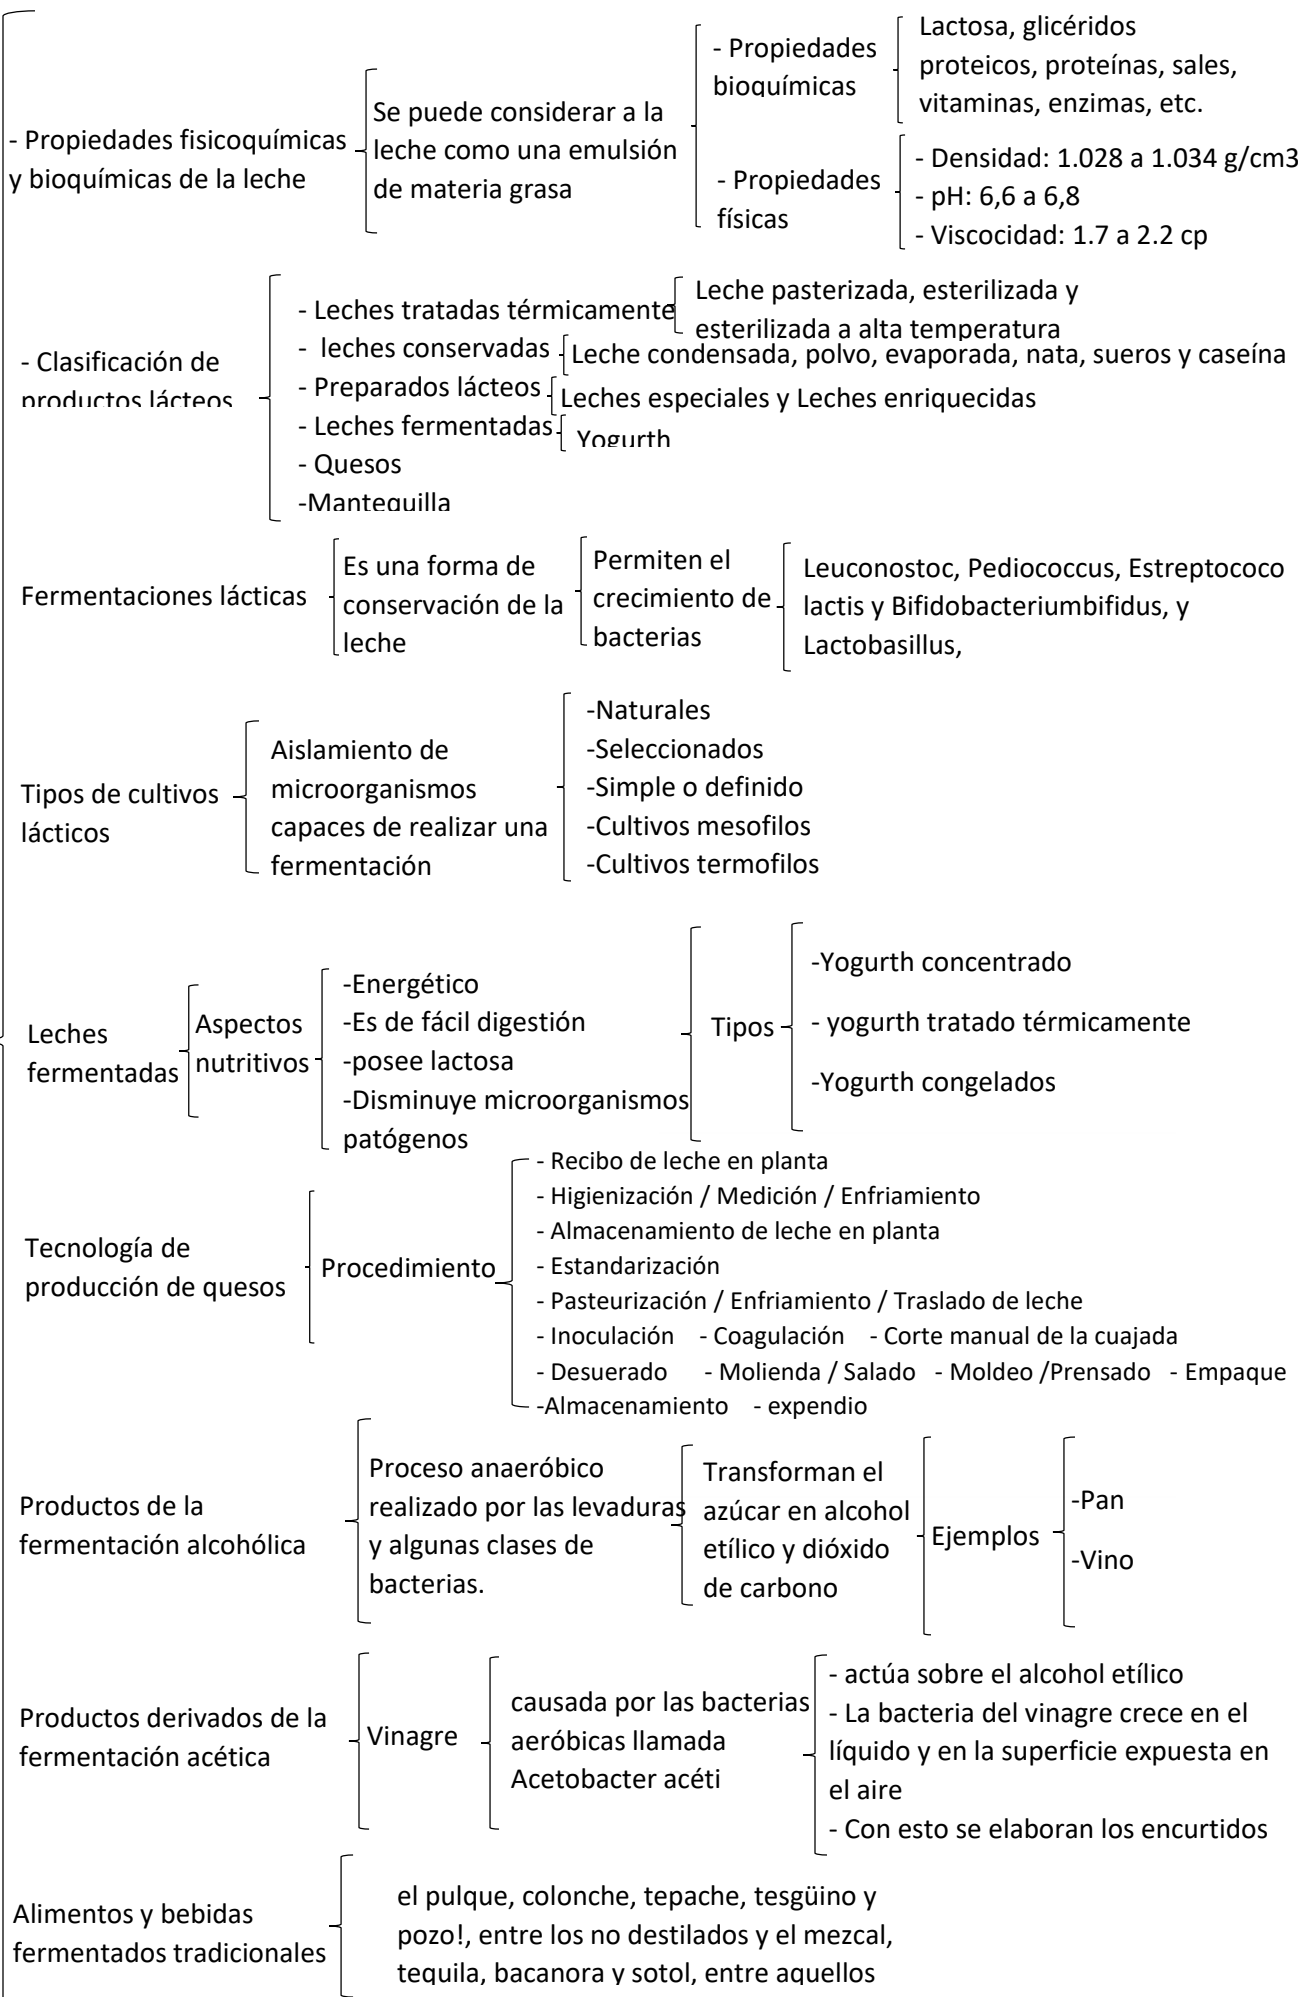 - Propiedades fisicoquímicas
y bioquímicas de la leche
Se puede considerar a la
leche como una emulsión
de materia grasa
- Propiedades
bioquímicas
Lactosa, glicéridos
proteicos, proteínas, sales,
vitaminas, enzimas, etc.
- Propiedades
físicas
- Densidad: 1.028 a 1.034 g/cm3
- pH: 6,6 a 6,8
- Viscocidad: 1.7 a 2.2 cp
- Clasificación de
productos lácteos
- Leches tratadas térmicamente
Leche pasterizada, esterilizada y
esterilizada a alta temperatura
- leches conservadas
Leche condensada, polvo, evaporada, nata, sueros y caseína
- Preparados lácteos
Leches especiales y Leches enriquecidas
- Leches fermentadas
Yogurth
- Quesos
-Mantequilla
Fermentaciones lácticas
Es una forma de
conservación de la
leche
Permiten el
crecimiento de
bacterias
Leuconostoc, Pediococcus, Estreptococo
lactis y Bifidobacteriumbifidus, y
Lactobasillus,
Tipos de cultivos
lácticos
Aislamiento de
microorganismos
capaces de realizar una
fermentación
-Naturales
-Seleccionados
-Simple o definido
-Cultivos mesofilos
-Cultivos termofilos
Leches
fermentadas
Aspectos
nutritivos
-Energético
-Es de fácil digestión
-posee lactosa
-Disminuye microorganismos
patógenos
Tipos
-Yogurth concentrado
- yogurth tratado térmicamente
-Yogurth congelados
Tecnología de
producción de quesos
Procedimiento
- Recibo de leche en planta
- Higienización / Medición / Enfriamiento
- Almacenamiento de leche en planta
- Estandarización
- Pasteurización / Enfriamiento / Traslado de leche
- Inoculación - Coagulación - Corte manual de la cuajada
- Desuerado - Molienda / Salado - Moldeo /Prensado - Empaque
-Almacenamiento - expendio
Productos de la
fermentación alcohólica
Proceso anaeróbico
realizado por las levaduras
y algunas clases de
bacterias.
Transforman el
azúcar en alcohol
etílico y dióxido
de carbono
Ejemplos
-Pan
-Vino
Productos derivados de la
fermentación acética
Vinagre
causada por las bacterias
aeróbicas llamada
Acetobacter acéti
- actúa sobre el alcohol etílico
- La bacteria del vinagre crece en el
líquido y en la superficie expuesta en
el aire
- Con esto se elaboran los encurtidos
Alimentos y bebidas
fermentados tradicionales
el pulque, colonche, tepache, tesgüino y
pozo!, entre los no destilados y el mezcal,
tequila, bacanora y sotol, entre aquellos